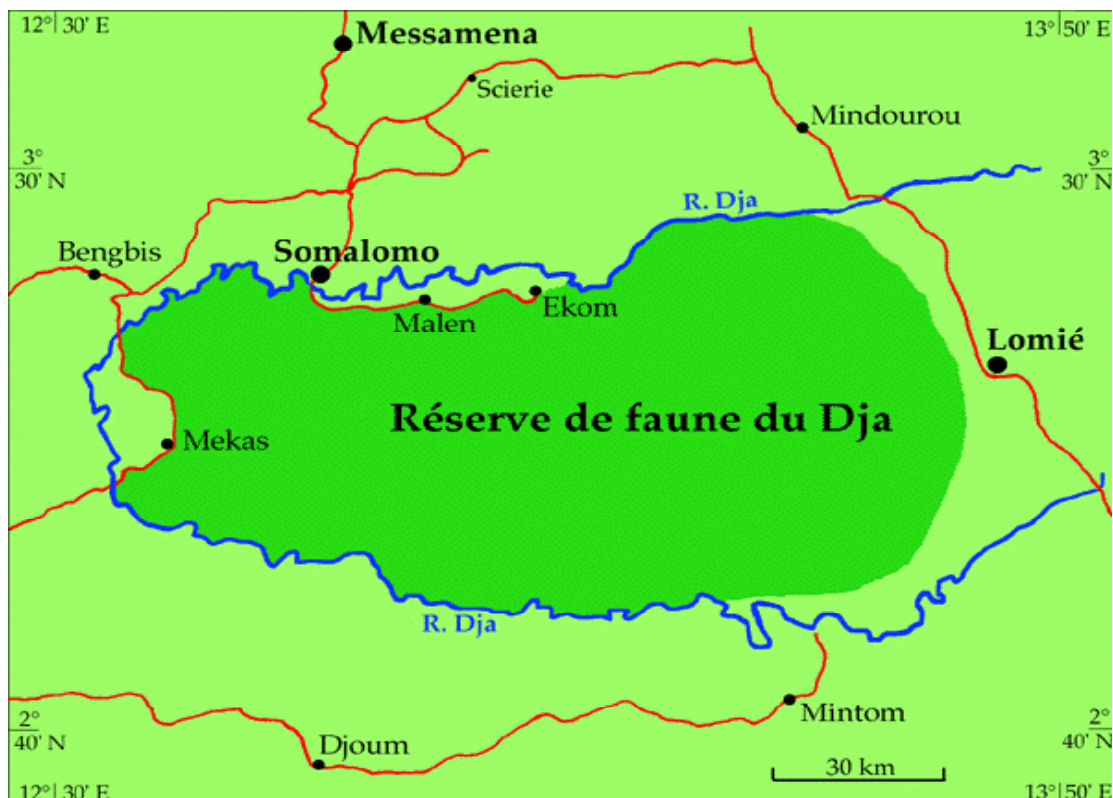 12° 30' E
13° 50' E
Messamena
Scierie
Mindourou
3°
30' N
3°
30' N
R. Dja
Bengbis
Somalomo
Malen
Ekom
Lomié
Réserve de faune du Dja
Mekas
R. Dja
Mintom
2°
40' N
2°
40' N
Djoum
30 km
12° 30' E
13° 50' E